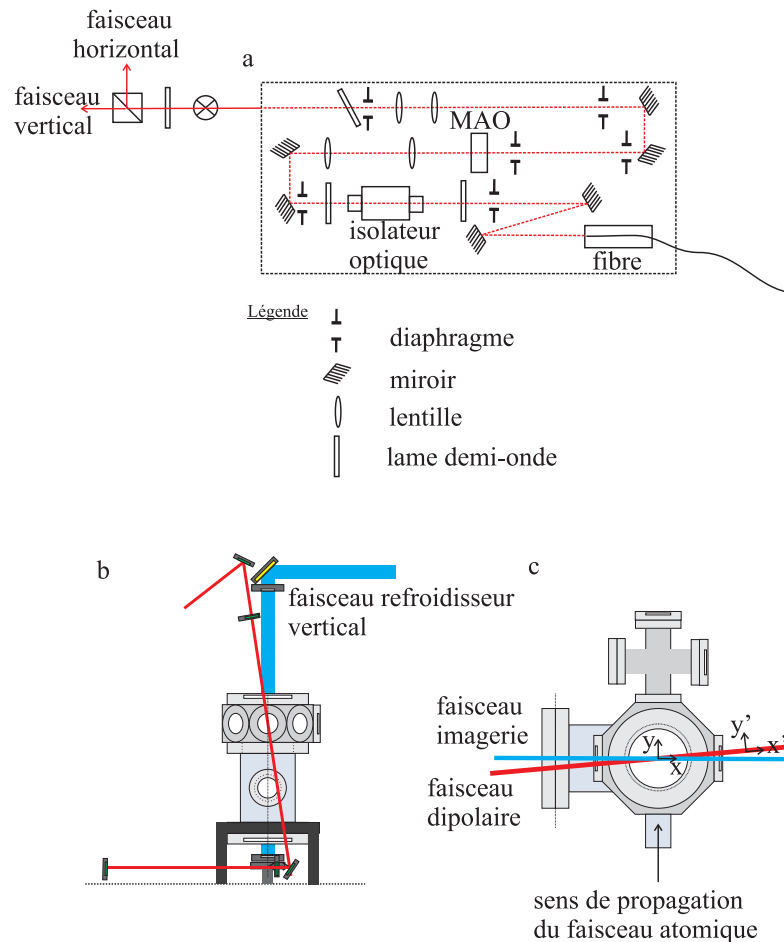 a
faisceau
horizontal
faisceau
vertical
MAO
isolateur
optique
fibre
Légende
diaphragme
miroir
lentille
lame demi-onde
b
faisceau refroidisseur
vertical
c
faisceau
imagerie
faisceau
dipolaire
y
x
y'
x'
sens de propagation
du faisceau atomique